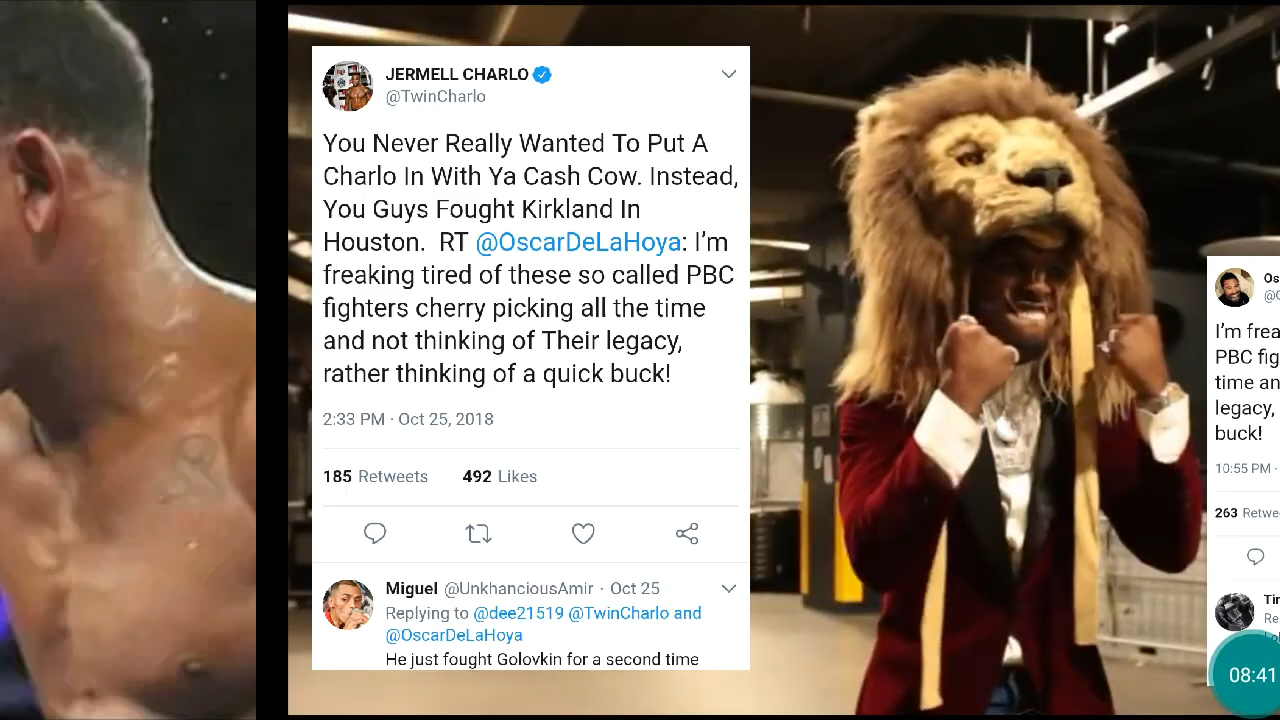 JERMELL CHARLO
@TwinCharlo
You Never Really Wanted To Put A
Charlo In With Ya Cash Cow. Instead,
You Guys Fought Kirkland In
Houston.  RT @OscarDeLaHoya: I’m
freaking tired of these so called PBC
fighters cherry picking all the time
and not thinking of Their legacy,
rather thinking of a quick buck!
2:33 PM · Oct 25, 2018
185 Retweets 492 Likes
Miguel @UnkhanciousAmir · Oct 25
Replying to @dee21519 @TwinCharlo and
@OscarDeLaHoya
He just fought Golovkin for a second time
Os
I’m frea
PBC fig
time an
legacy,
buck!
10:55 PM ·
263 Retwe
Tir
Re
08:41